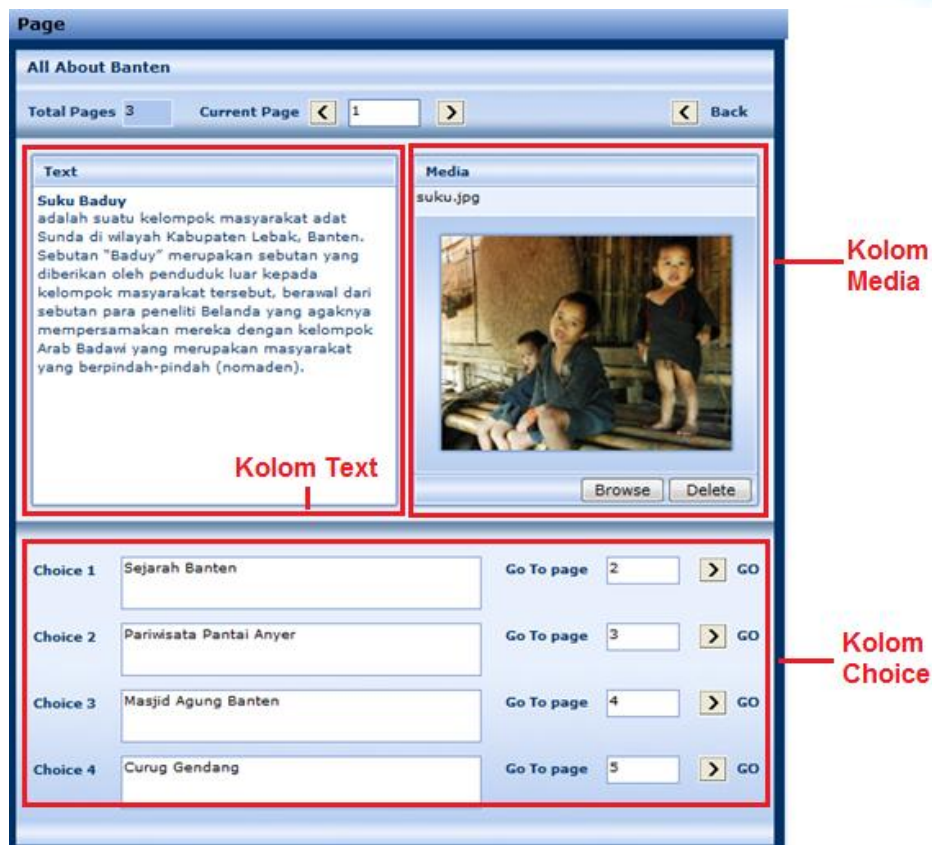 Page
All About Banten
Total Pages 3 Current Page 1 Back
Text
Suku Baduy
adalah suatu kelompok masyarakat adat
Sunda di wilayah Kabupaten Lebak, Banten.
Sebutan "Baduy" merupakan sebutan yang
diberikan oleh penduduk luar kepada
kelompok masyarakat tersebut, berawal dari
sebutan para peneliti Belanda yang agaknya
mempersamakan mereka dengan kelompok
Arab Badawi yang merupakan masyarakat
yang berpindah-pindah (nomaden).
Kolom Text
Media
suku.jpg
Browse Delete
Kolom
Media
Choice 1 Sejarah Banten Go To page 2 GO
Choice 2 Pariwisata Pantai Anyer Go To page 3 GO
Choice 3 Masjid Agung Banten Go To page 4 GO
Choice 4 Curug Gendang Go To page 5 GO
Kolom
Choice